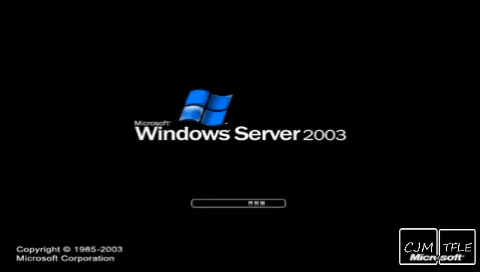 Microsoft®
Windows Server 2003
Copyright © 1985-2003
Microsoft Corporation
CJM TFLE
Microsoft